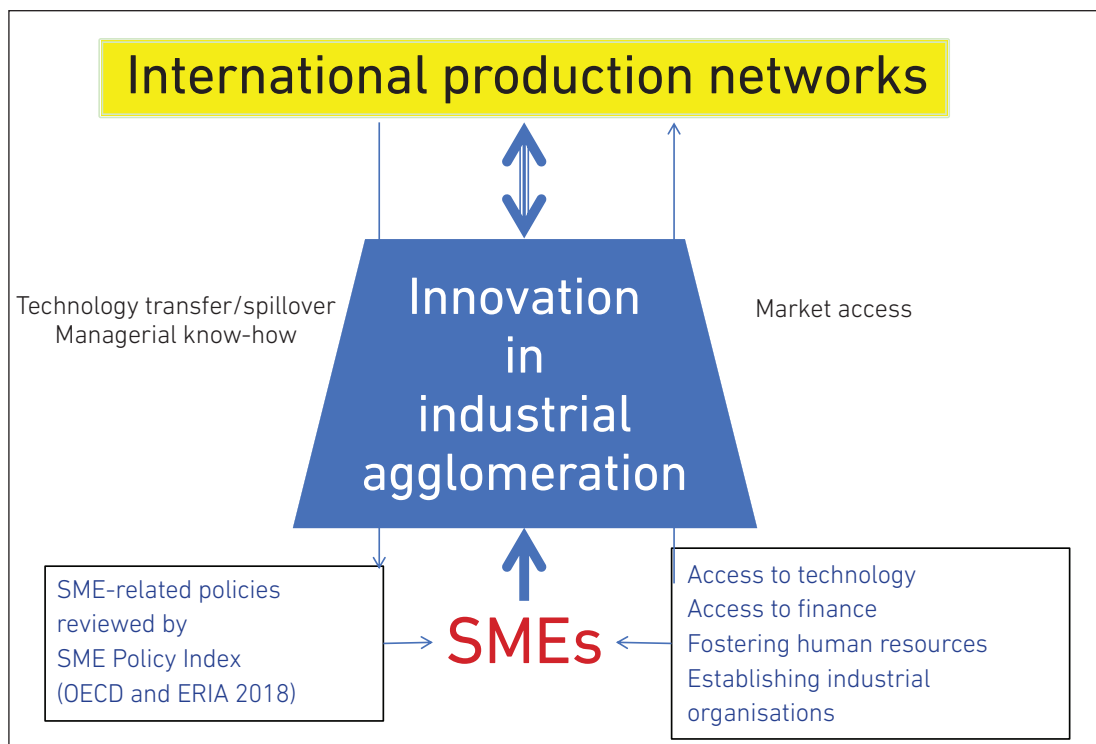 International production networks
Technology transfer/spillover
Managerial know-how
Innovation
in
industrial
agglomeration
Market access
SME-related policies
reviewed by
SME Policy Index
(OECD and ERIA 2018)
SMEs
Access to technology
Access to finance
Fostering human resources
Establishing industrial
organisations